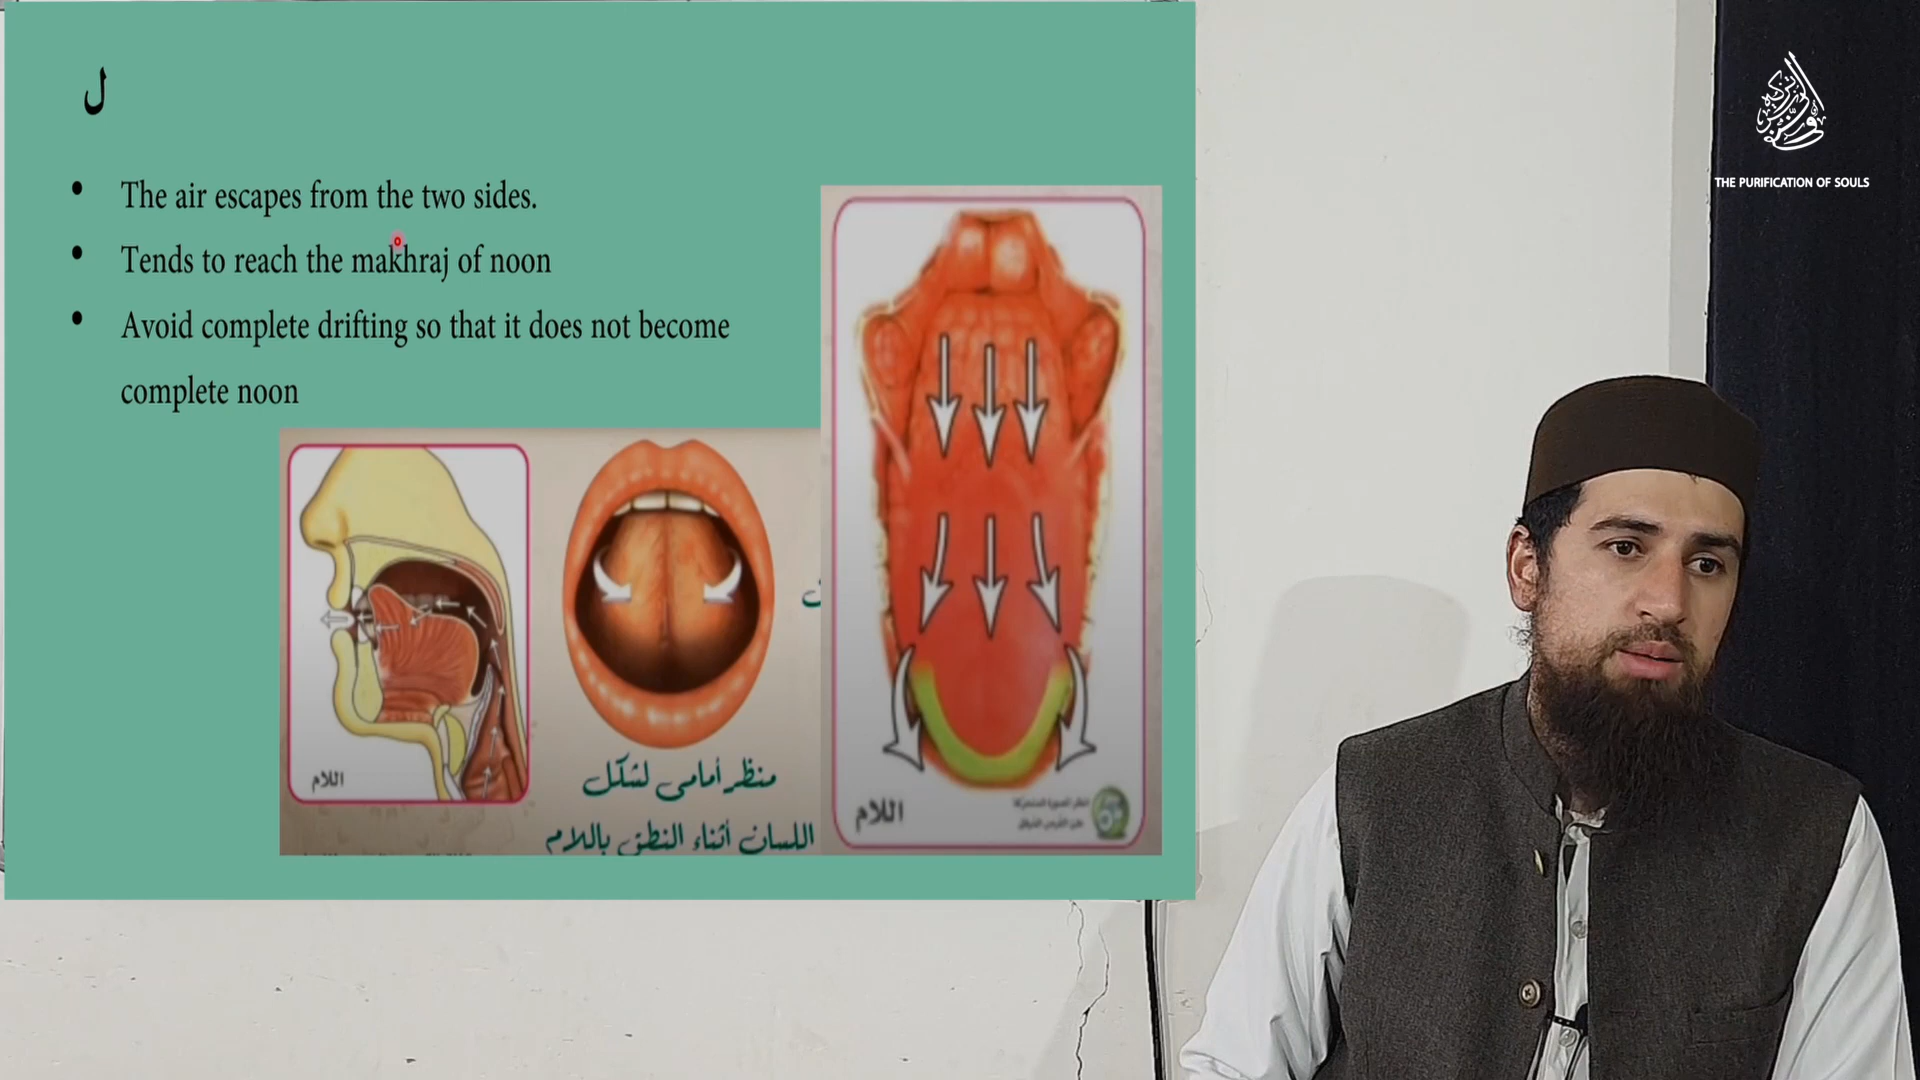 ل
• The air escapes from the two sides.
• Tends to reach the makhraj of noon
• Avoid complete drifting so that it does not become
complete noon
THE PURIFICATION OF SOULS
اللام
منظر أمامى لشكل
اللسان أثناء النطق باللام
اللام